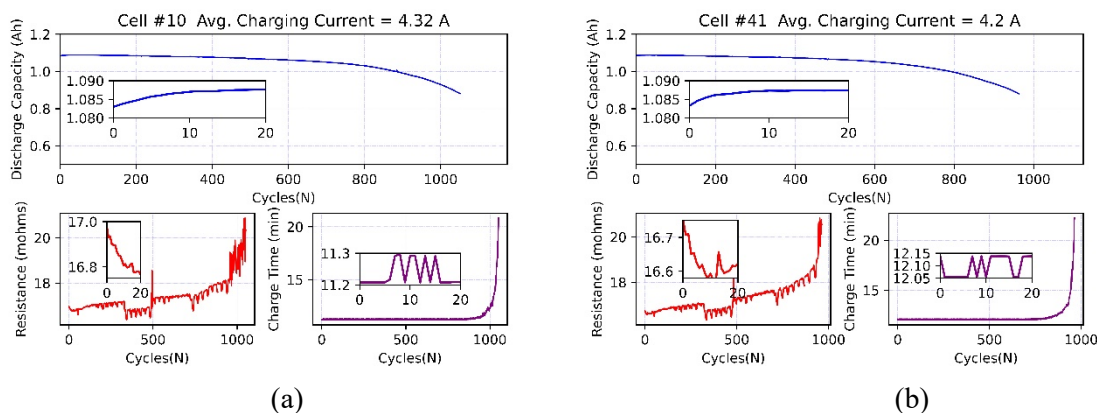 Cell #10 Avg. Charging Current = 4.32 A
Discharge Capacity (Ah)
1.2
1.0
0.8
0.6
1.090
1.085
1.080
0 10 20
0 200 400 600 800 1000
Cycles(N)
Resistance (mohms)
20
18
17.0
16.8
0 20
0 500 1000
Cycles(N)
Charge Time (min)
20
15
11.3
11.2
0 10 20
0 500 1000
Cycles(N)
(a)
Cell #41 Avg. Charging Current = 4.2 A
Discharge Capacity (Ah)
1.2
1.0
0.8
0.6
1.090
1.085
1.080
0 10 20
0 200 400 600 800 1000
Cycles(N)
Resistance (mohms)
20
18
16.7
16.6
0 20
0 500 1000
Cycles(N)
Charge Time (min)
20
15
12.15
12.10
12.05
0 10 20
0 500 1000
Cycles(N)
(b)